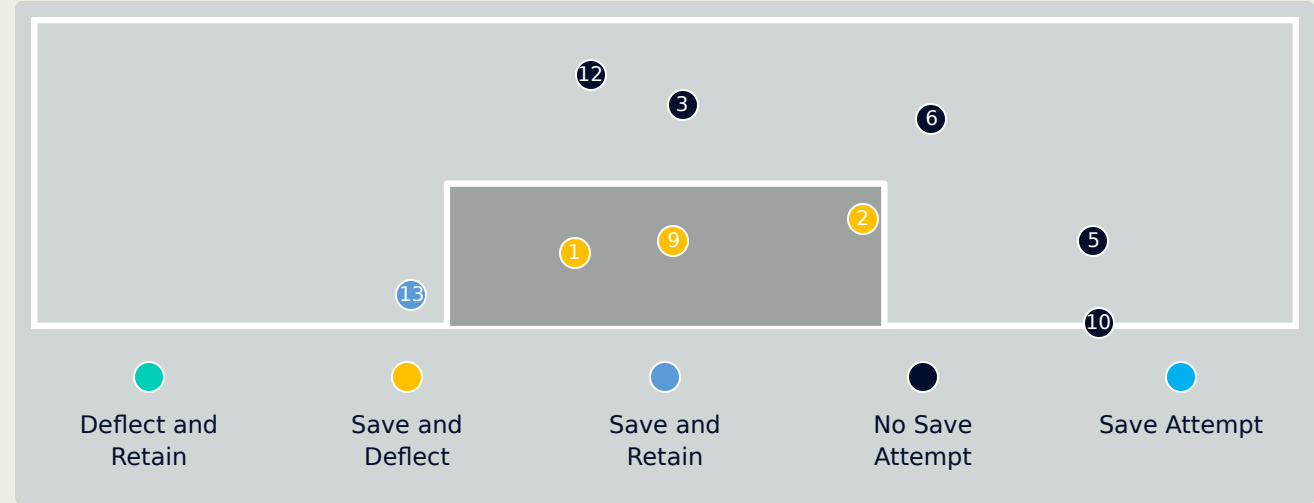 12
3
6
2
1
9
5
13
10
Deflect and
Retain
Save and
Deflect
Save and
Retain
No Save
Attempt
Save Attempt